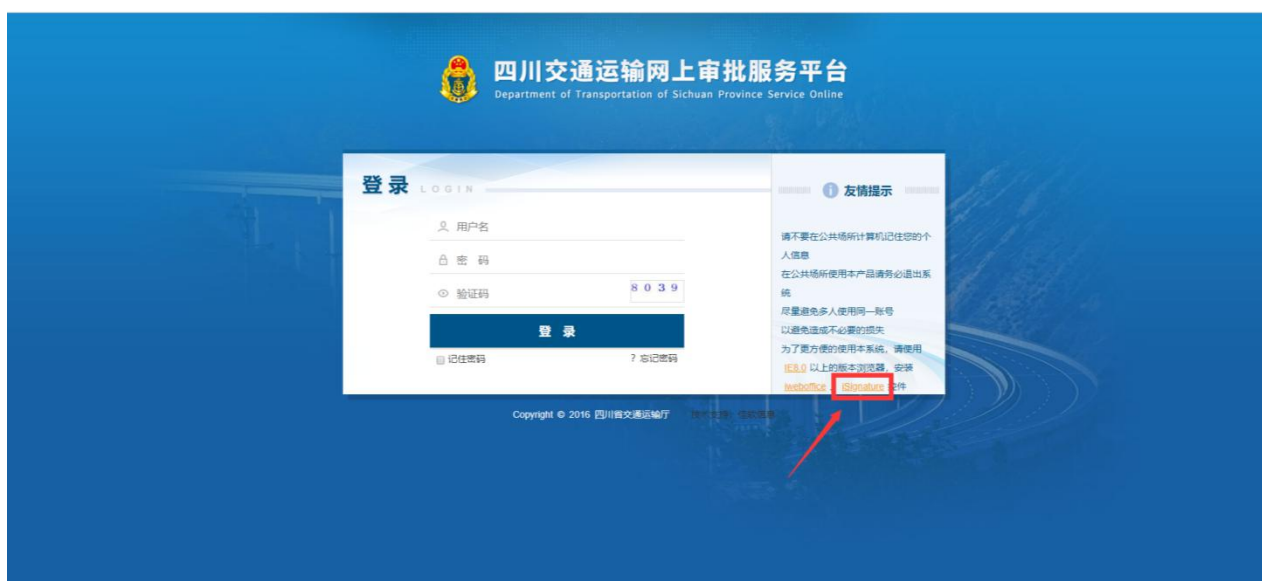 四川交通运输网上审批服务平台
Department of Transportation of Sichuan Province Service Online
登录 LOGIN
用户名
密 码
验证码 8039
登 录
记住密码 ? 忘记密码
友情提示
请不要在公共场所计算机记住您的个
人信息
在公共场所使用本产品请务必退出系
统
尽量避免多人使用同一账号
以避免造成不必要的损失
为了更方便的使用本系统，请使用
IE8.0 以上的版本浏览器，安装
iweboffice 、 iSignature 控件
Copyright © 2016 四川省交通运输厅